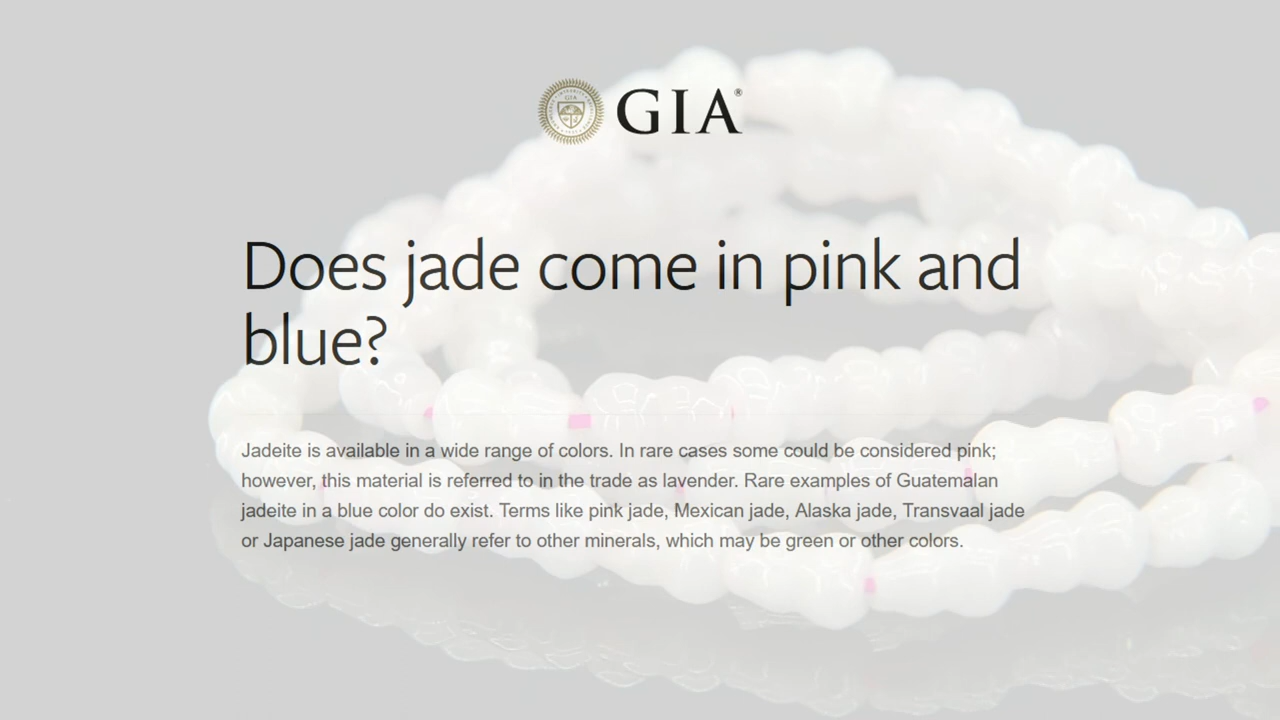 GIA®
Does jade come in pink and
blue?
Jadeite is available in a wide range of colors. In rare cases some could be considered pink;
however, this material is referred to in the trade as lavender. Rare examples of Guatemalan
jadeite in a blue color do exist. Terms like pink jade, Mexican jade, Alaska jade, Transvaal jade
or Japanese jade generally refer to other minerals, which may be green or other colors.